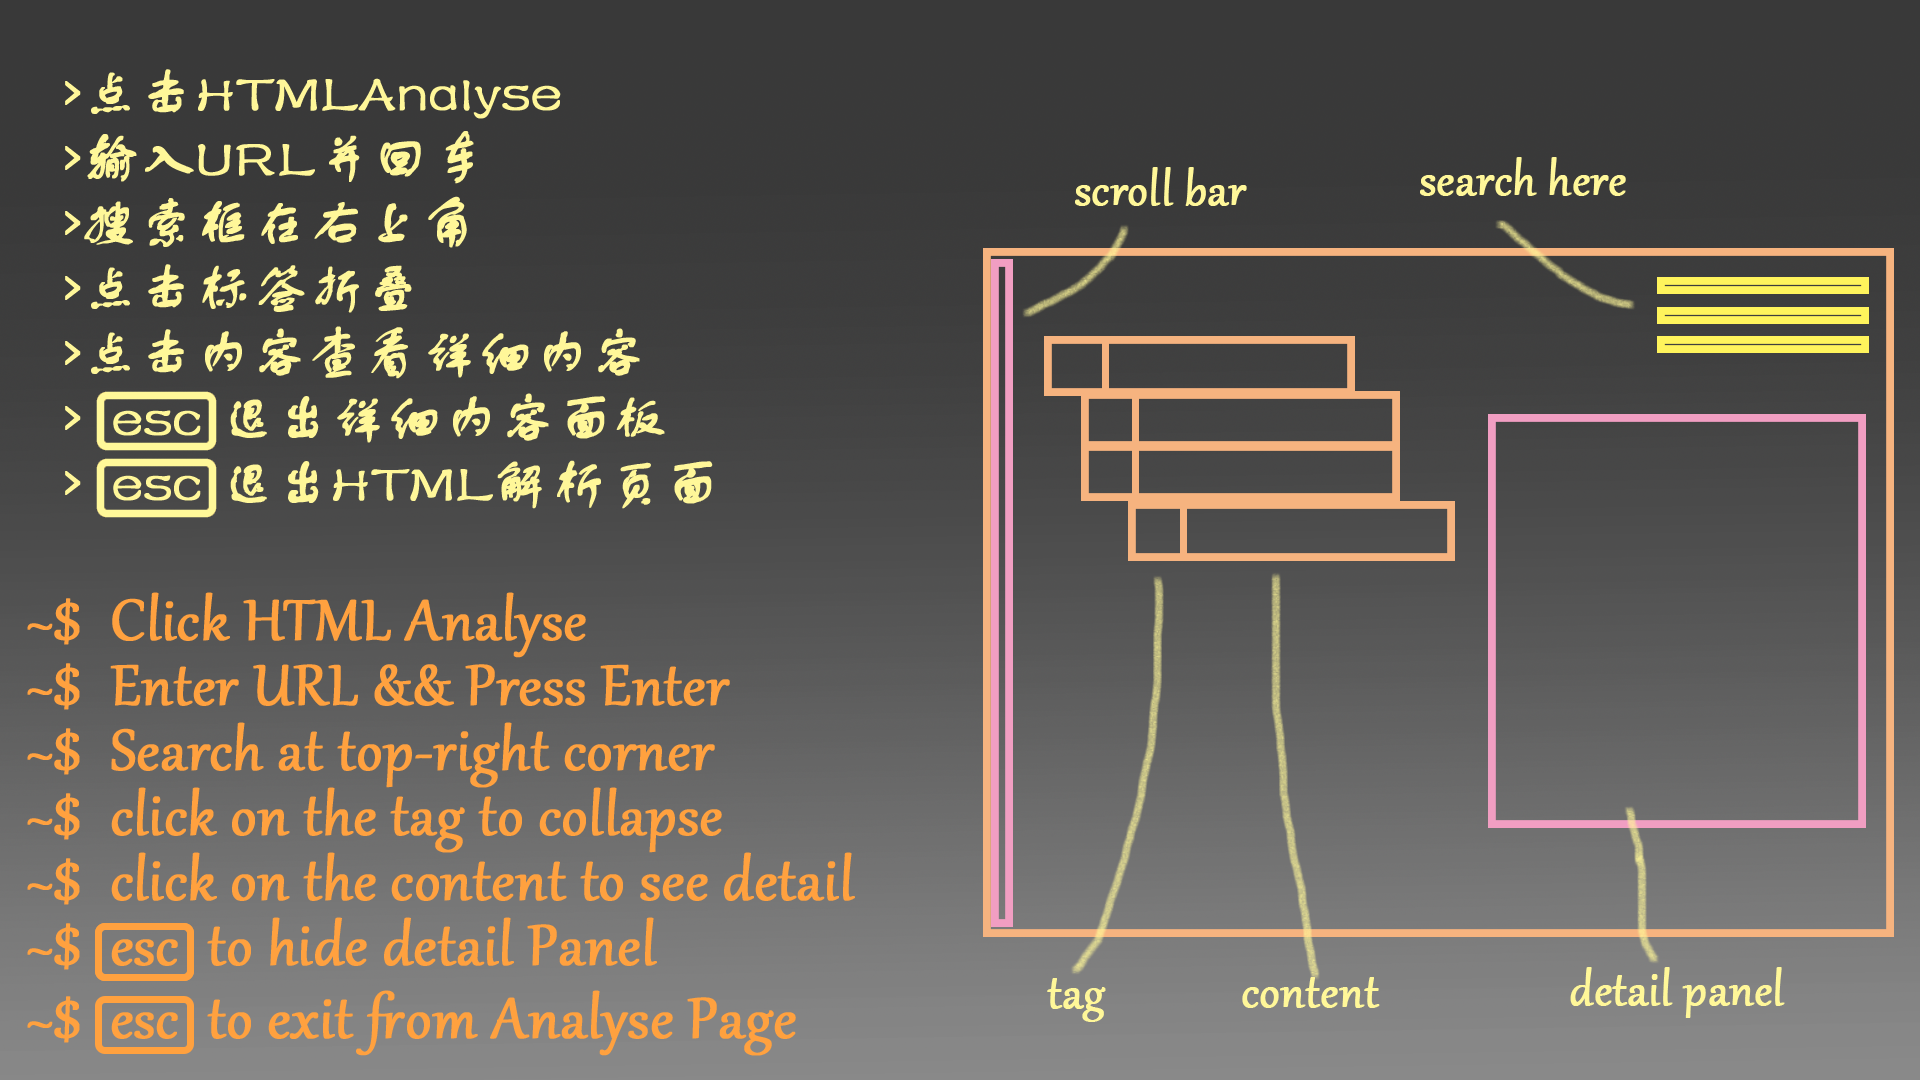 >点击HTMLAnalyse
>输入URL并回车
>搜索框在右上角
>点击标签折叠
>点击内容查看详细内容
> esc 退出详细内容面板
> esc 退出HTML解析页面
~$ Click HTML Analyse
~$ Enter URL && Press Enter
~$ Search at top-right corner
~$ click on the tag to collapse
~$ click on the content to see detail
~$ esc to hide detail Panel
~$ esc to exit from Analyse Page
scroll bar
search here
tag
content
detail panel